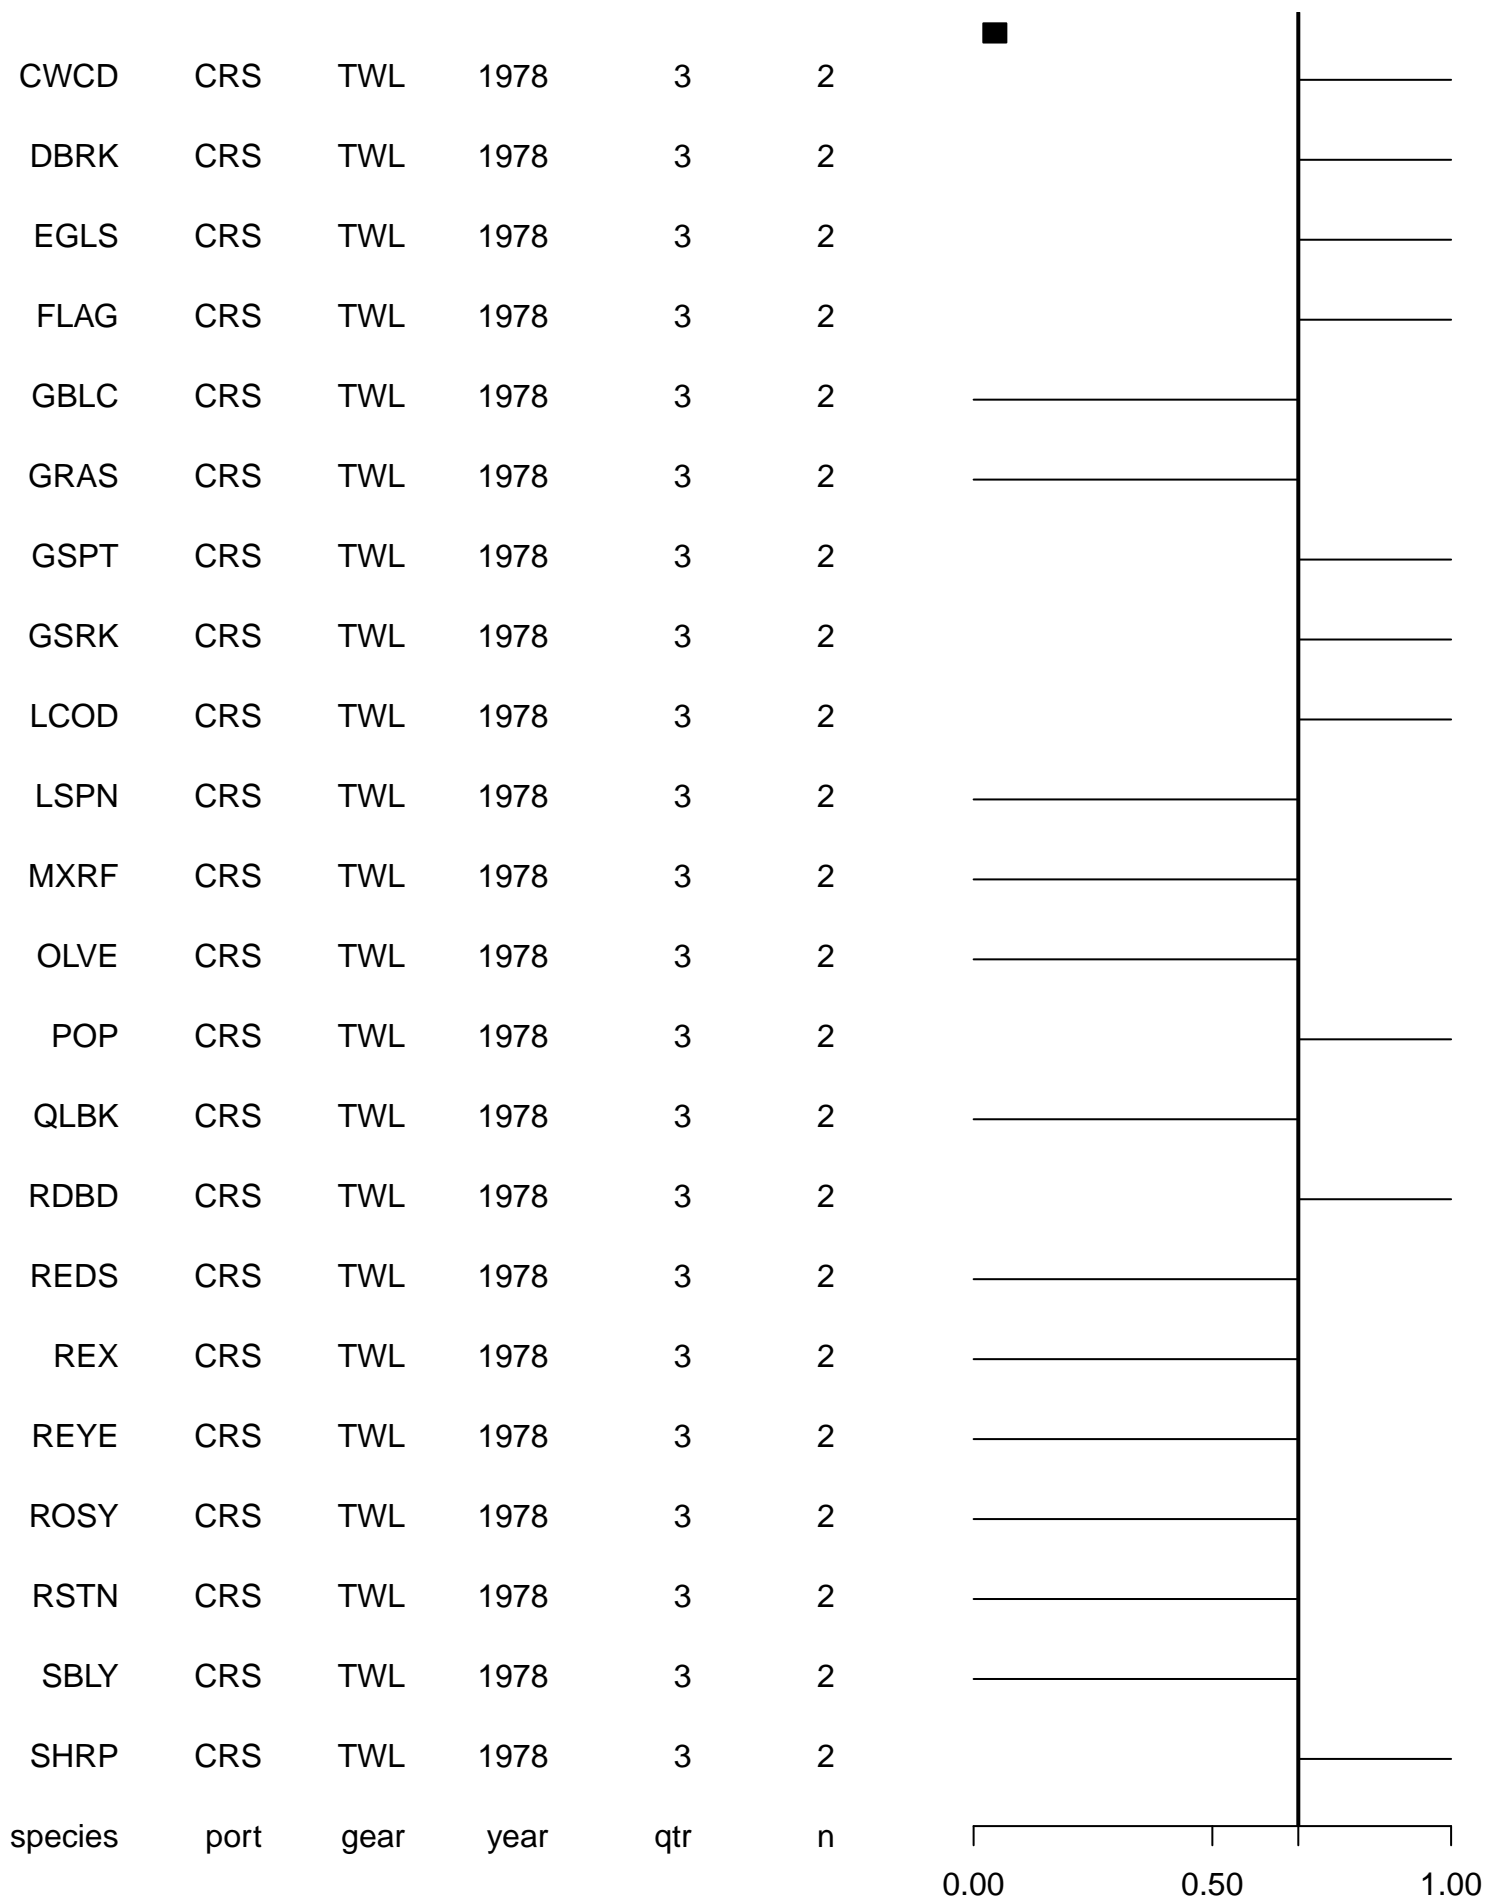 CWCD CRS TWL 1978 3 2
DBRK CRS TWL 1978 3 2
EGLS CRS TWL 1978 3 2
FLAG CRS TWL 1978 3 2
GBLC CRS TWL 1978 3 2
GRAS CRS TWL 1978 3 2
GSPT CRS TWL 1978 3 2
GSRK CRS TWL 1978 3 2
LCOD CRS TWL 1978 3 2
LSPN CRS TWL 1978 3 2
MXRF CRS TWL 1978 3 2
OLVE CRS TWL 1978 3 2
POP CRS TWL 1978 3 2
QLBK CRS TWL 1978 3 2
RDBD CRS TWL 1978 3 2
REDS CRS TWL 1978 3 2
REX CRS TWL 1978 3 2
REYE CRS TWL 1978 3 2
ROSY CRS TWL 1978 3 2
RSTN CRS TWL 1978 3 2
SBLY CRS TWL 1978 3 2
SHRP CRS TWL 1978 3 2
species port gear year qtr n
0.00 0.50 1.00